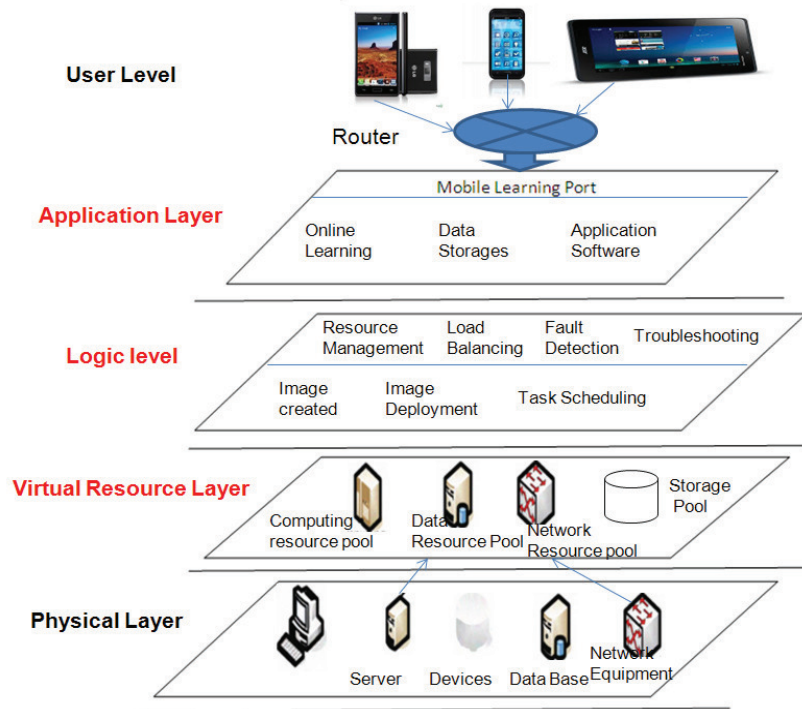 User Level
Router
Mobile Learning Port
Application Layer
Online
Learning
Data
Storages
Application
Software
Logic level
Resource
Management
Load
Balancing
Fault
Detection
Troubleshooting
Image
created
Image
Deployment
Task Scheduling
Virtual Resource Layer
Computing
resource pool
Data
Resource Pool
Network
Resource pool
Storage
Pool
Physical Layer
Server
Devices
Data Base
Network
Equipment